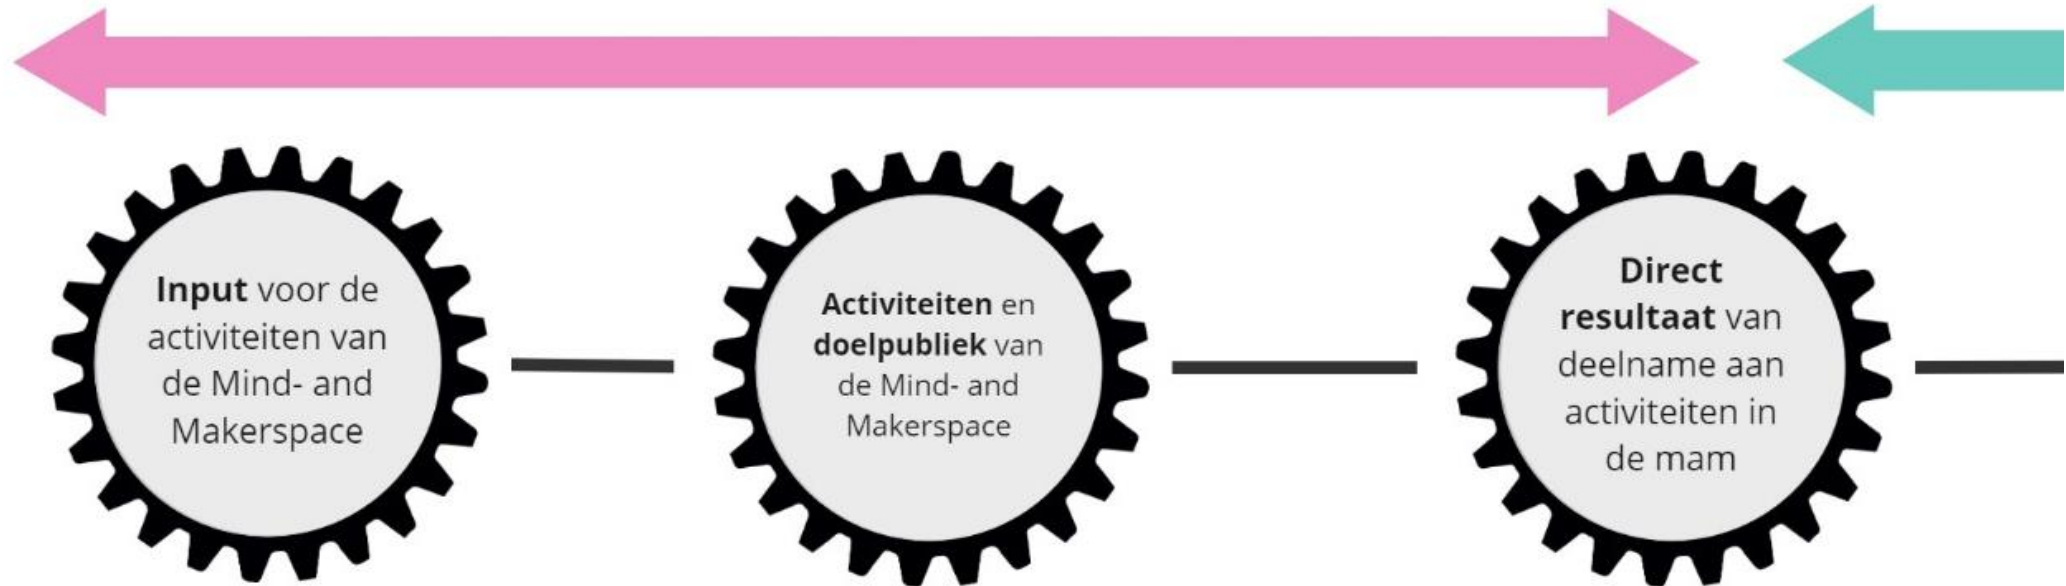 Input voor de
activiteiten van
de Mind- and
Makerspace
Activiteiten en
doelpubliek van
de Mind- and
Makerspace
Direct
resultaat van
deelname aan
activiteiten in
de mam